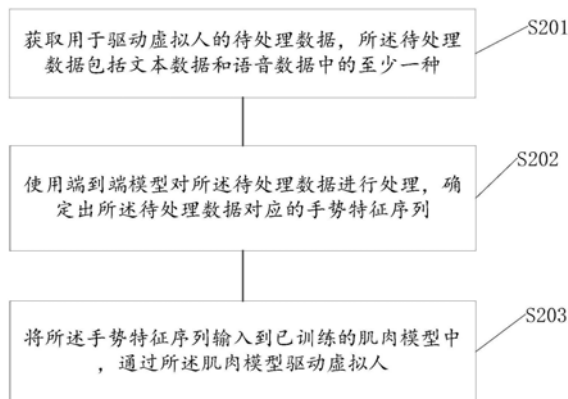 获取用于驱动虚拟人的待处理数据，所述待处理
数据包括文本数据和语音数据中的至少一种
S201
使用端到端模型对所述待处理数据进行处理，确
定出所述待处理数据对应的手势特征序列
S202
将所述手势特征序列输入到已训练的肌肉模型中
，通过所述肌肉模型驱动虚拟人
S203